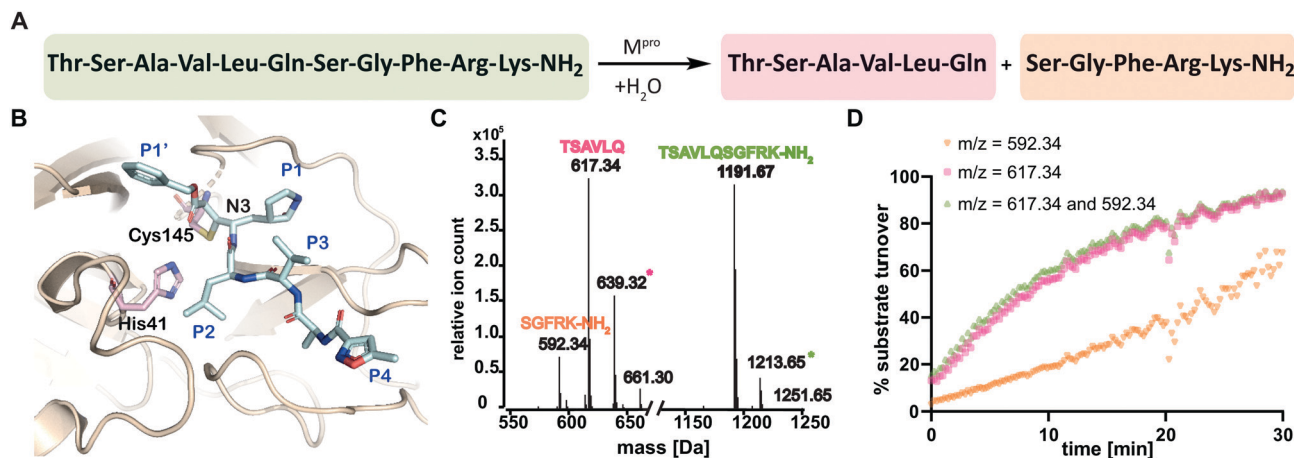 A
Thr-Ser-Ala-Val-Leu-Gln-Ser-Gly-Phe-Arg-Lys-NH₂
Mᵖʳᵒ
+H₂O
Thr-Ser-Ala-Val-Leu-Gln
+
Ser-Gly-Phe-Arg-Lys-NH₂
B
P1'
P1
N3
Cys145
P3
His41
P2
P4
C
x10⁵
TSAVLQ
617.34
TSAVLQSGFRK-NH₂
1191.67
3.5
3.0
2.5
2.0
1.5
1.0
0.5
0
relative ion count
639.32*
SGFRK-NH₂
592.34
661.30
1213.65*
1251.65
550 600 650 1150 1200 1250
mass [Da]
D
m/z = 592.34
m/z = 617.34
m/z = 617.34 and 592.34
100
80
60
40
20
0
% substrate turnover
0 10 20 30
time [min]